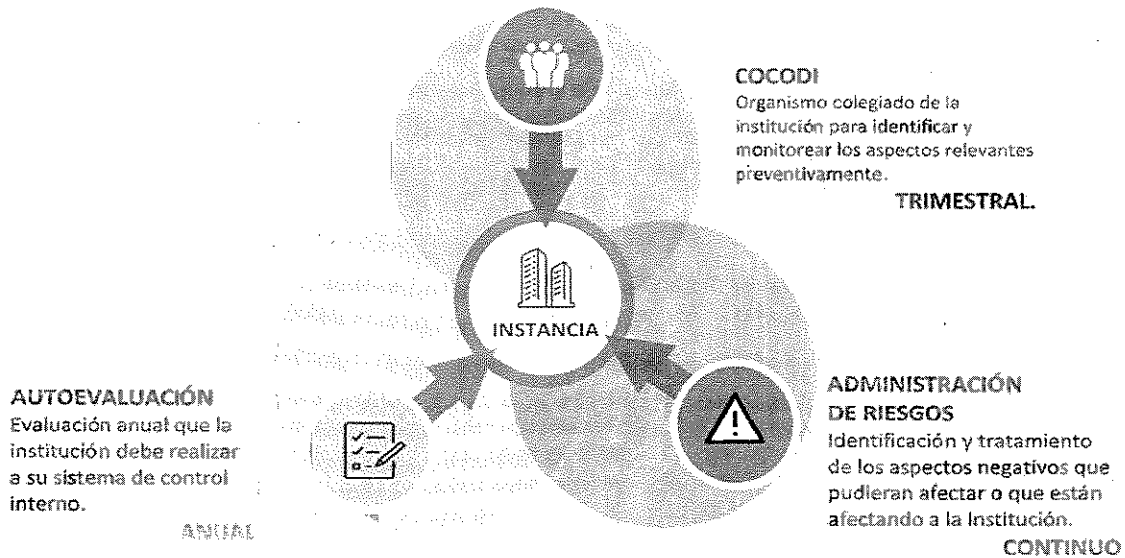 COCODI
Organismo colegiado de la
institución para identificar y
monitorear los aspectos relevantes
preventivamente.
TRIMESTRAL.
INSTANCIA
AUTOEVALUACIÓN
Evaluación anual que la
institución debe realizar
a su sistema de control
interno.
ANUAL
ADMINISTRACIÓN
DE RIESGOS
Identificación y tratamiento
de los aspectos negativos que
pudieran afectar o que están
afectando a la Institución.
CONTINUO